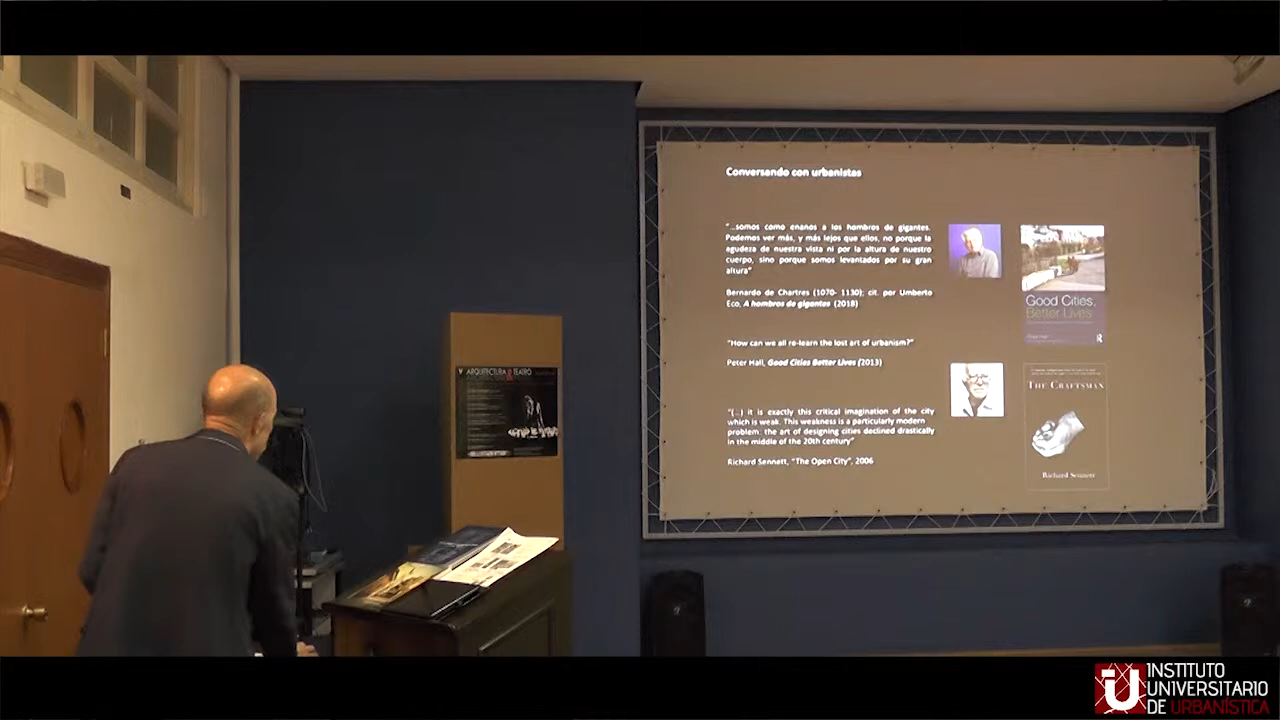 Conversando con urbanistas
"...somos como enanos a los hombros de gigantes.
Podemos ver más, y más lejos que ellos, no porque la
agudeza de nuestra vista ni por la altura de nuestro
cuerpo, sino porque somos levantados por su gran
altura"
Bernardo de Chartres (1070- 1130); cit. por Umberto
Eco, A hombros de gigantes (2018)
"How can we all re-learn the lost art of urbanism?"
Peter Hall, Good Cities Better Lives (2013)
"(...) it is exactly this critical imagination of the city
which is weak. This weakness is a particularly modern
problem: the art of designing cities declined drastically
in the middle of the 20th century"
Richard Sennett, "The Open City", 2006
Good Cities,
Better Lives
THE CRAFTSMAN
Richard Sennett
ARQUITECTURA TEATRO
INSTITUTO
UNIVERSITARIO
DE URBANÍSTICA